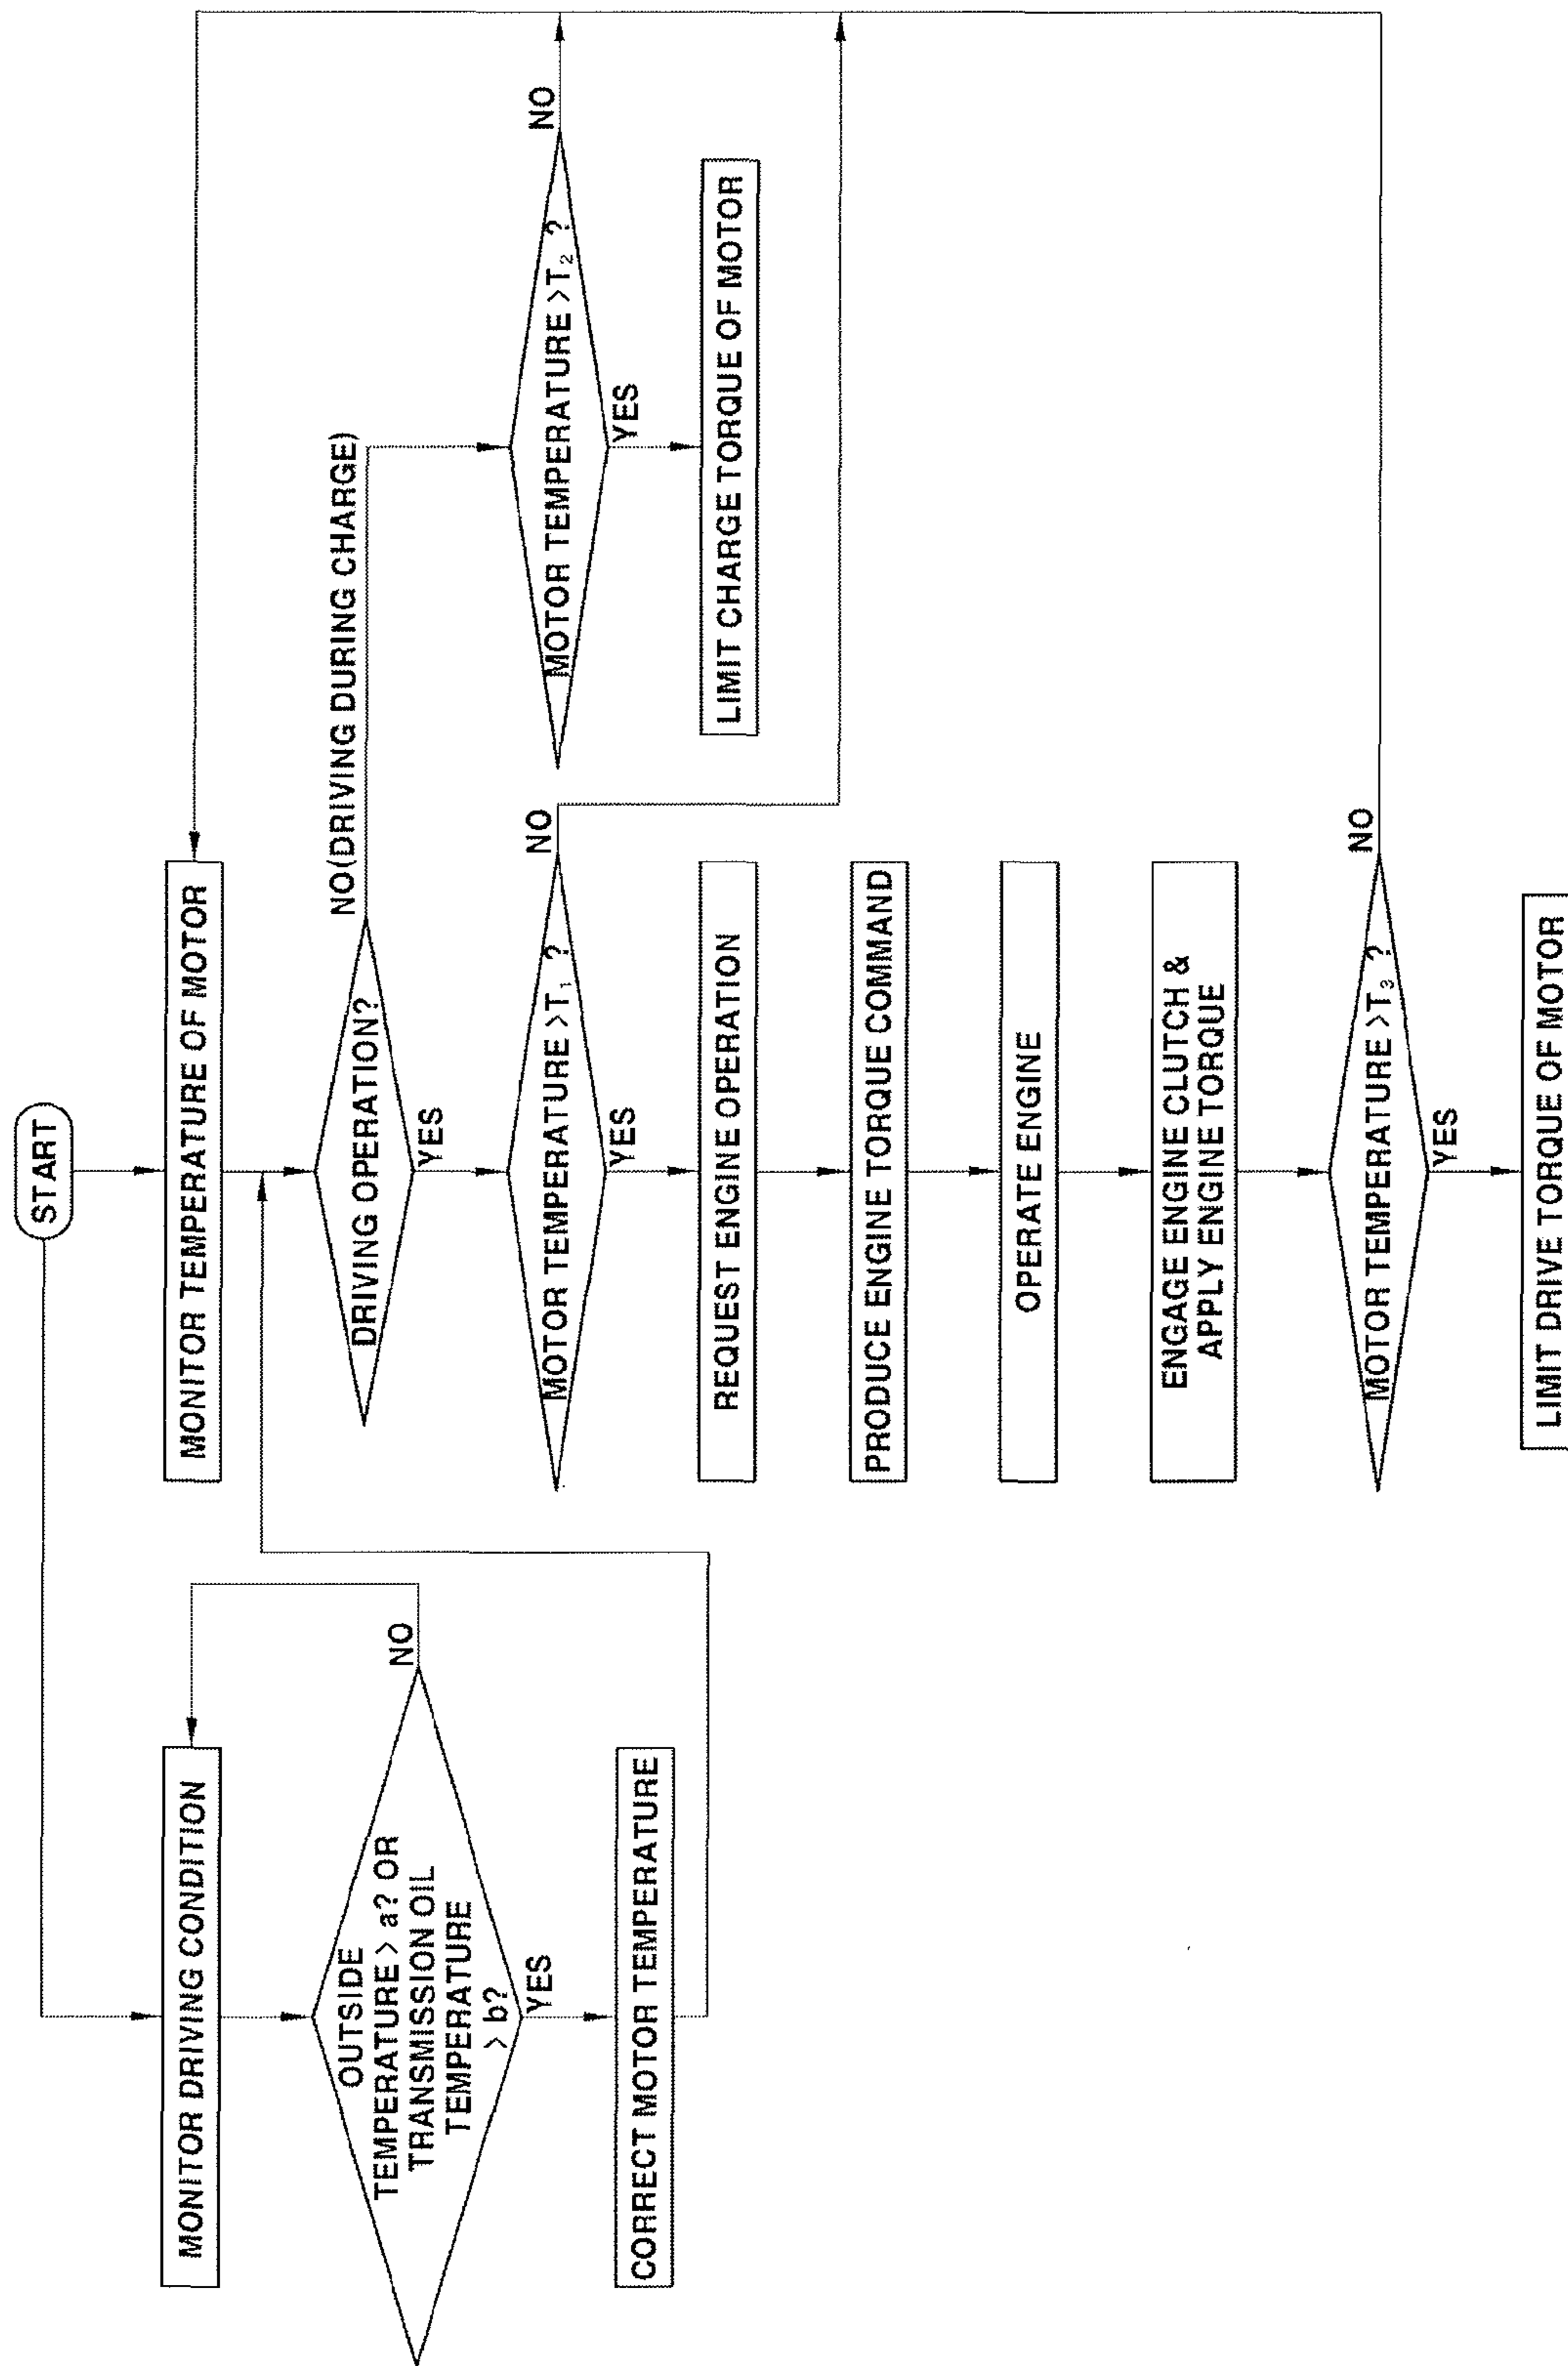 START
MONITOR DRIVING CONDITION
OUTSIDE
TEMPERATURE > a? OR
TRANSMISSION OIL
TEMPERATURE
> b?
NO
YES
CORRECT MOTOR TEMPERATURE
MONITOR TEMPERATURE OF MOTOR
DRIVING OPERATION?
NO(DRIVING DURING CHARGE)
YES
MOTOR TEMPERATURE >T₁ ?
NO
YES
MOTOR TEMPERATURE >T₂ ?
NO
YES
LIMIT CHARGE TORQUE OF MOTOR
REQUEST ENGINE OPERATION
PRODUCE ENGINE TORQUE COMMAND
OPERATE ENGINE
ENGAGE ENGINE CLUTCH &
APPLY ENGINE TORQUE
MOTOR TEMPERATURE >T₃ ?
NO
YES
LIMIT DRIVE TORQUE OF MOTOR